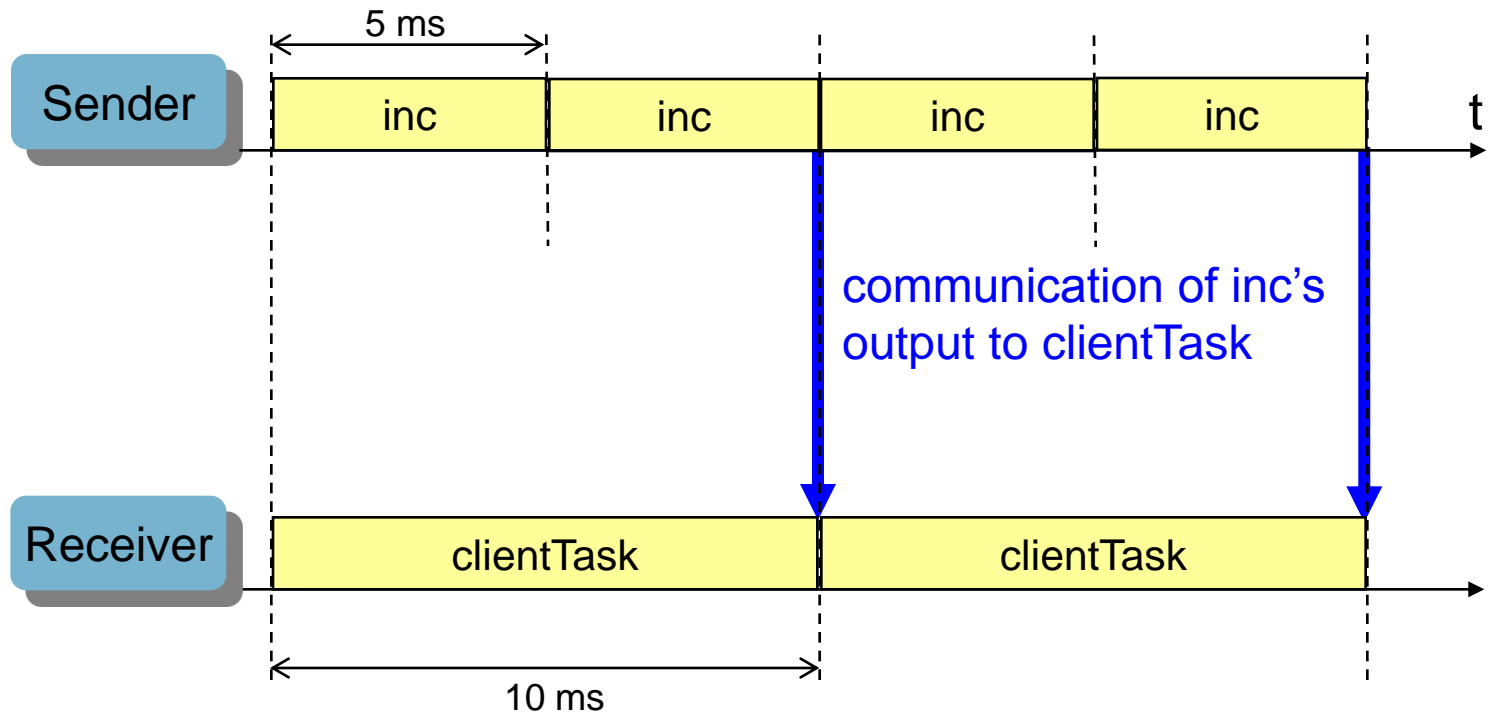 5 ms
Sender
inc
inc
inc
inc
t
communication of inc's
output to clientTask
Receiver
clientTask
clientTask
10 ms